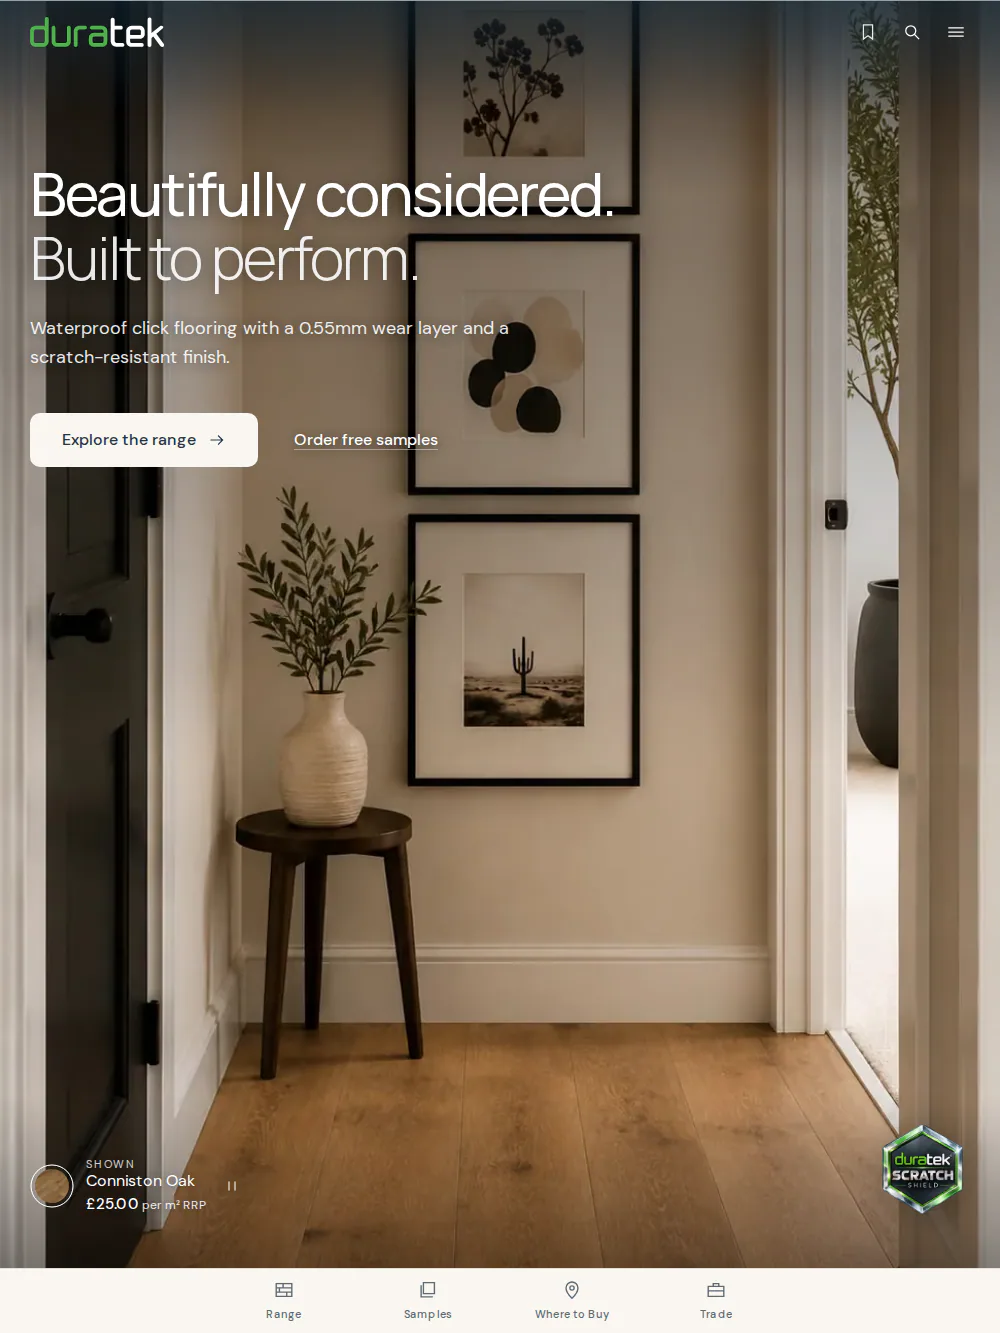 duratek
Beautifully considered.
Built to perform.
Waterproof click flooring with a 0.55mm wear layer and a
scratch-resistant finish.
Explore the range
Order free samples
SHOWN
Conniston Oak
£25.00 per m² RRP
duratek
SCRATCH
SHIELD
Range
Samples
Where to Buy
Trade